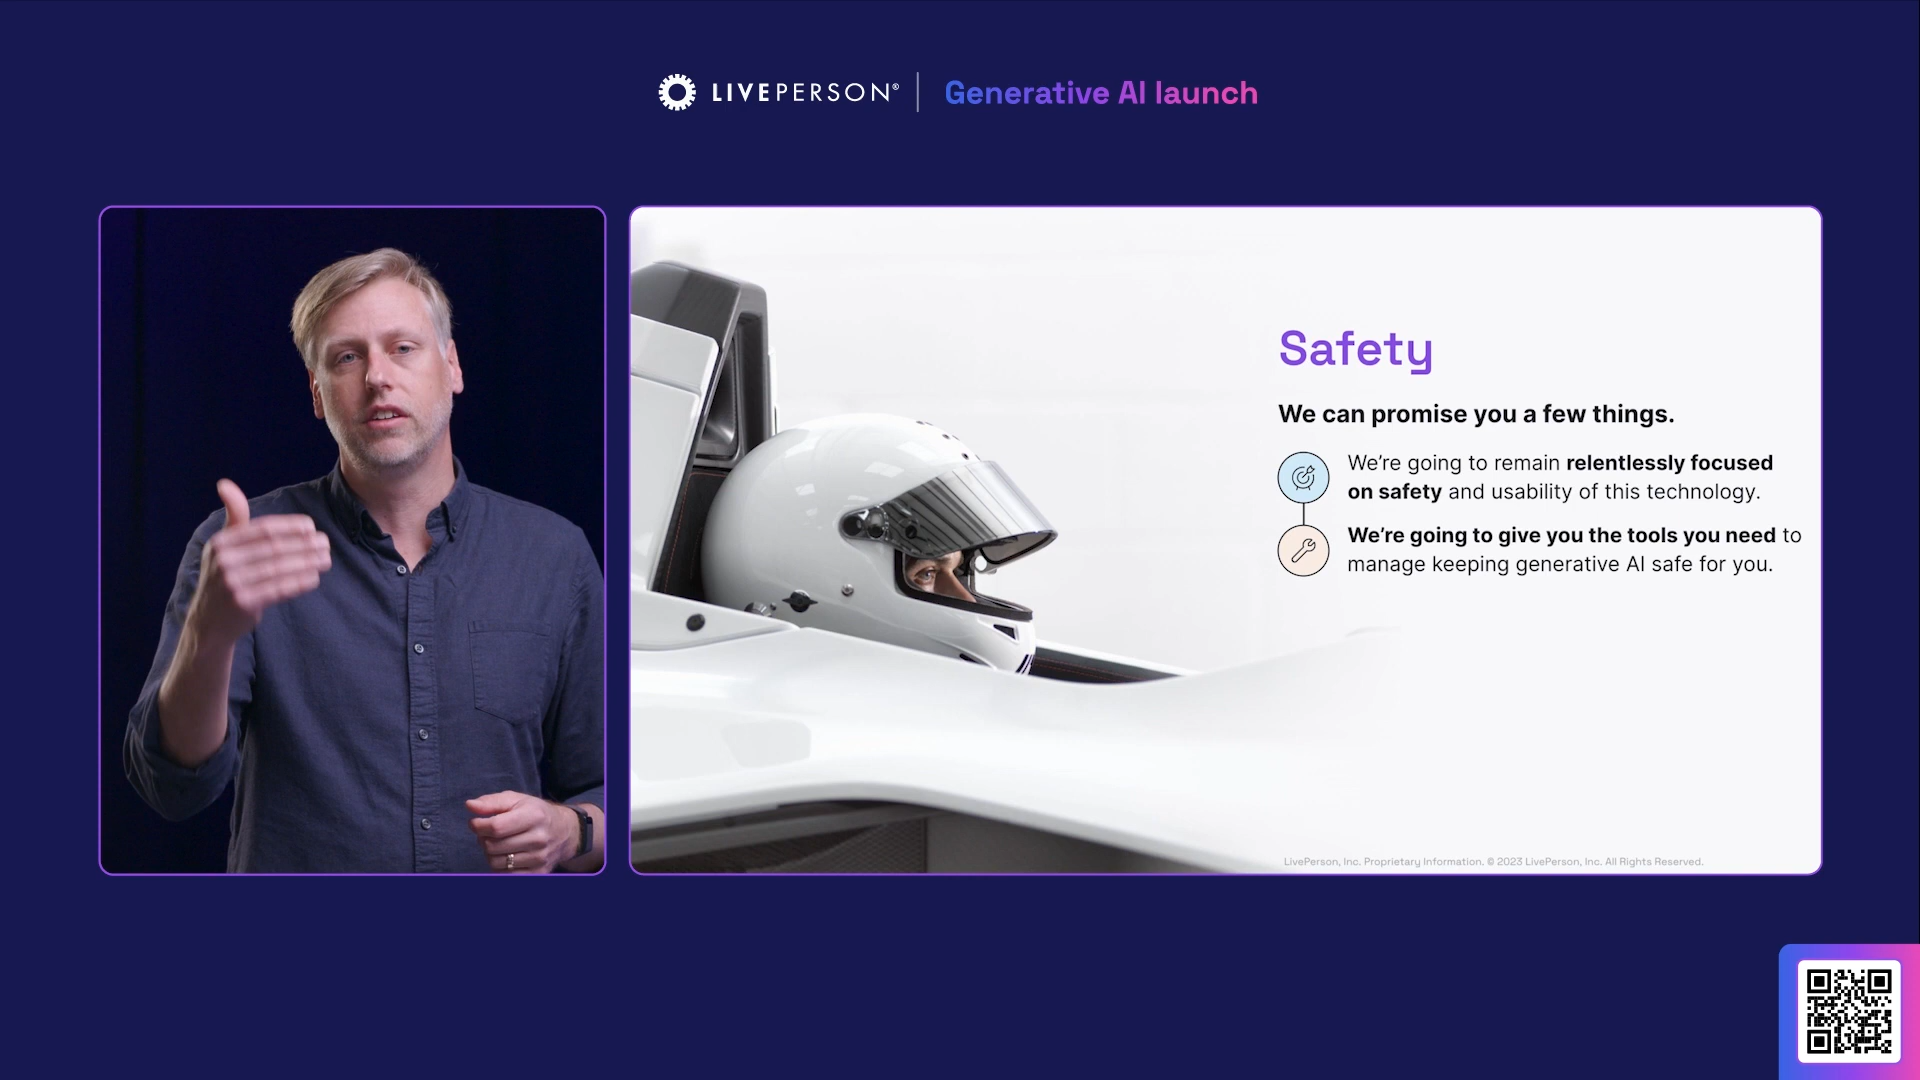 LIVEPERSON®
Generative AI launch
Safety
We can promise you a few things.
We're going to remain relentlessly focused
on safety and usability of this technology.
We're going to give you the tools you need to
manage keeping generative AI safe for you.
LivePerson, Inc. Proprietary Information. © 2023 LivePerson, Inc. All Rights Reserved.